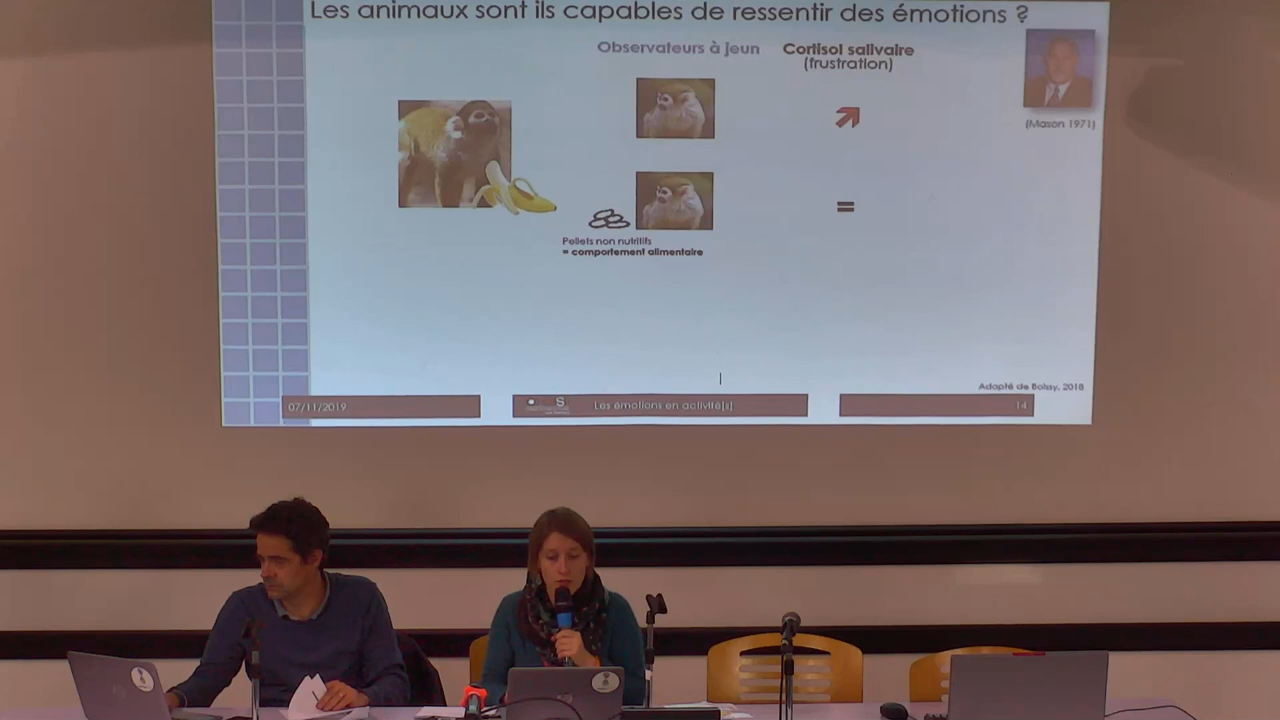 Les animaux sont ils capables de ressentir des émotions ?
Observateurs à jeun
Cortisol salivaire
(frustration)
(Mason 1971)
=
Pellets non nutritifs
= comportement alimentaire
Adapté de Boissy, 2018
07/11/2019
Les émotions en activité[s]
14